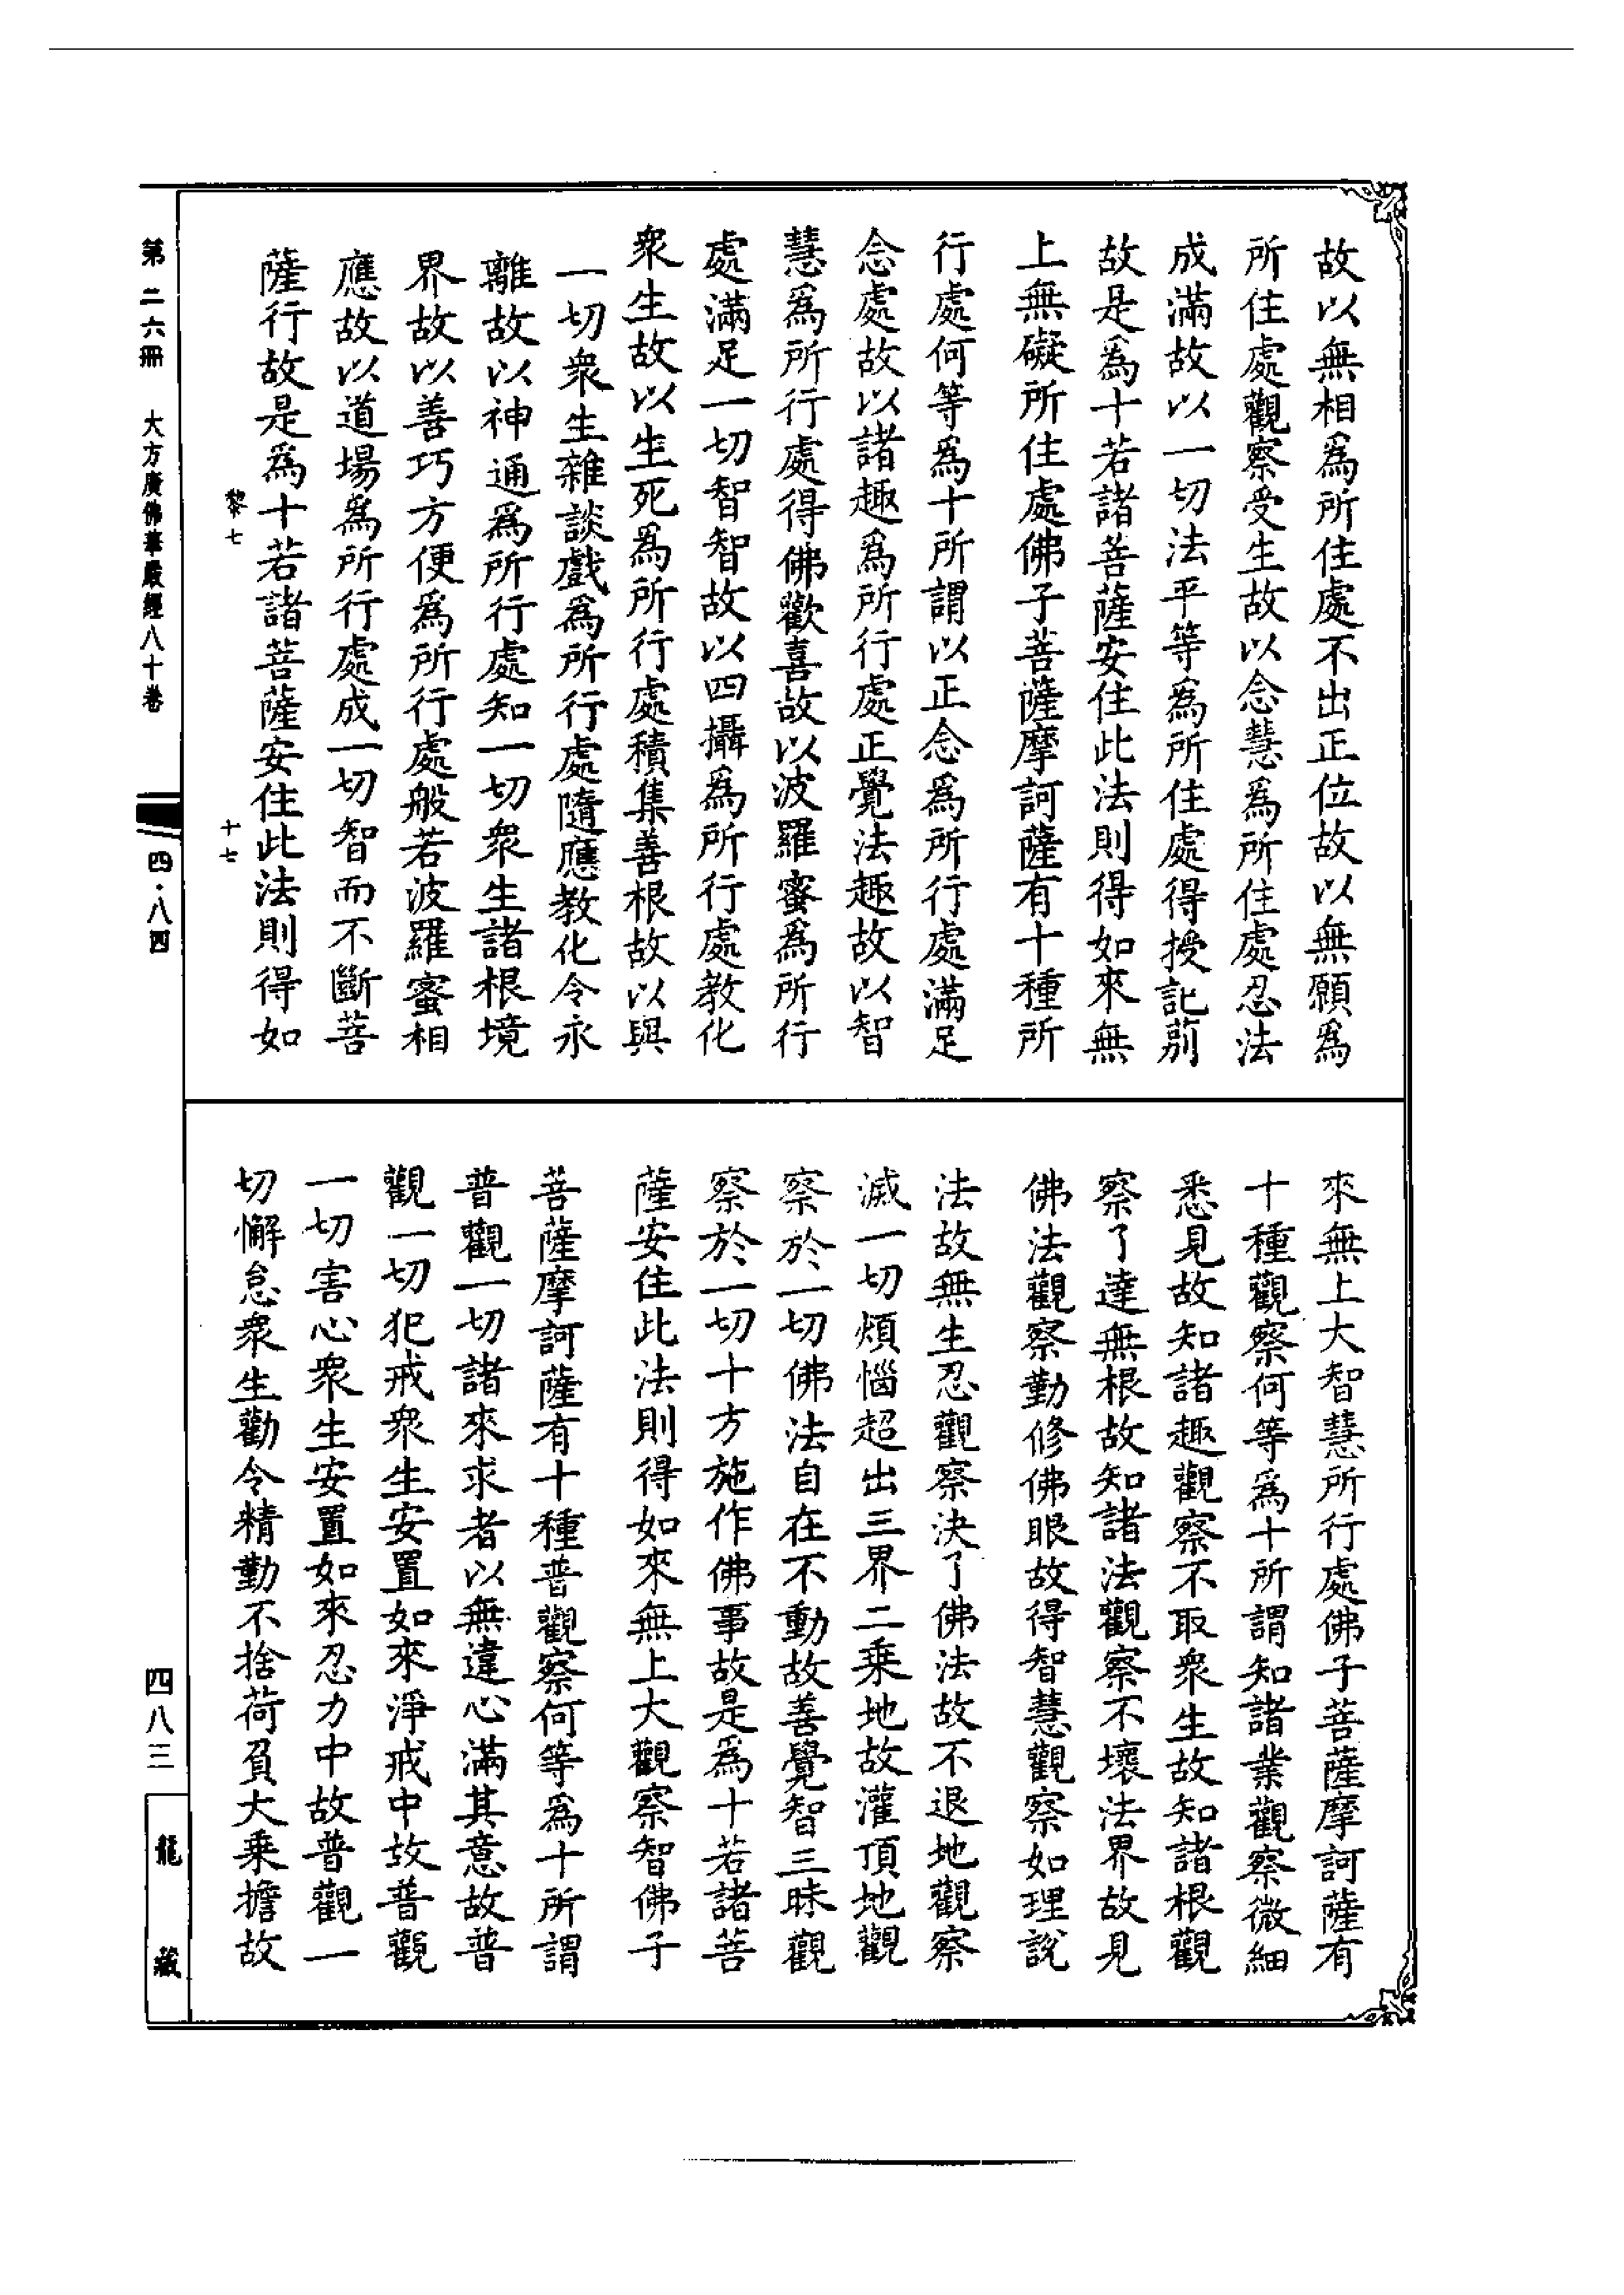 故以無相爲所住處不出正位故以無願爲
所住處觀察受生故以念慧爲所住處忍法
成滿故以一切法平等爲所住處得授記莂
故是爲十若諸菩薩安住此法則得如來無
上無礙所住處佛子菩薩摩訶薩有十種所
行處何等爲十所謂以正念爲所行處滿足
念處故以諸趣爲所行處正覺法趣故以智
慧爲所行處得佛歡喜故以波羅蜜爲所行
處滿足一切智智故以四攝爲所行處教化
衆生故以生死爲所行處積集善根故以與
一切衆生雜談戲爲所行處隨應教化令永
離故以神通爲所行處知一切衆生諸根境
界故以善巧方便爲所行處般若波羅蜜相
應故以道場爲所行處成一切智而不斷菩
薩行故是爲十若諸菩薩安住此法則得如
黎七 十七
來無上大智慧所行處佛子菩薩摩訶薩有
十種觀察何等爲十所謂知諸業觀察微細
悉見故知諸趣觀察不取衆生故知諸根觀
察了達無根故知諸法觀察不壞法界故見
佛法觀察勤修佛眼故得智慧觀察如理說
法故無生忍觀察決了佛法故不退地觀察
滅一切煩惱超出三界二乘地故灌頂地觀
察於一切佛法自在不動故善覺智三昧觀
察於一切十方施作佛事故是爲十若諸菩
薩安住此法則得如來無上大觀察智佛子
菩薩摩訶薩有十種普觀察何等爲十所謂
普觀一切諸來求者以無違心滿其意故普
觀一切犯戒衆生安置如來淨戒中故普觀
一切害心衆生安置如來忍力中故普觀一
切懈怠衆生勸令精勤不捨荷負大乘擔故
第二六冊 大方廣佛華嚴經八十卷
四·八四
四八三
龍藏